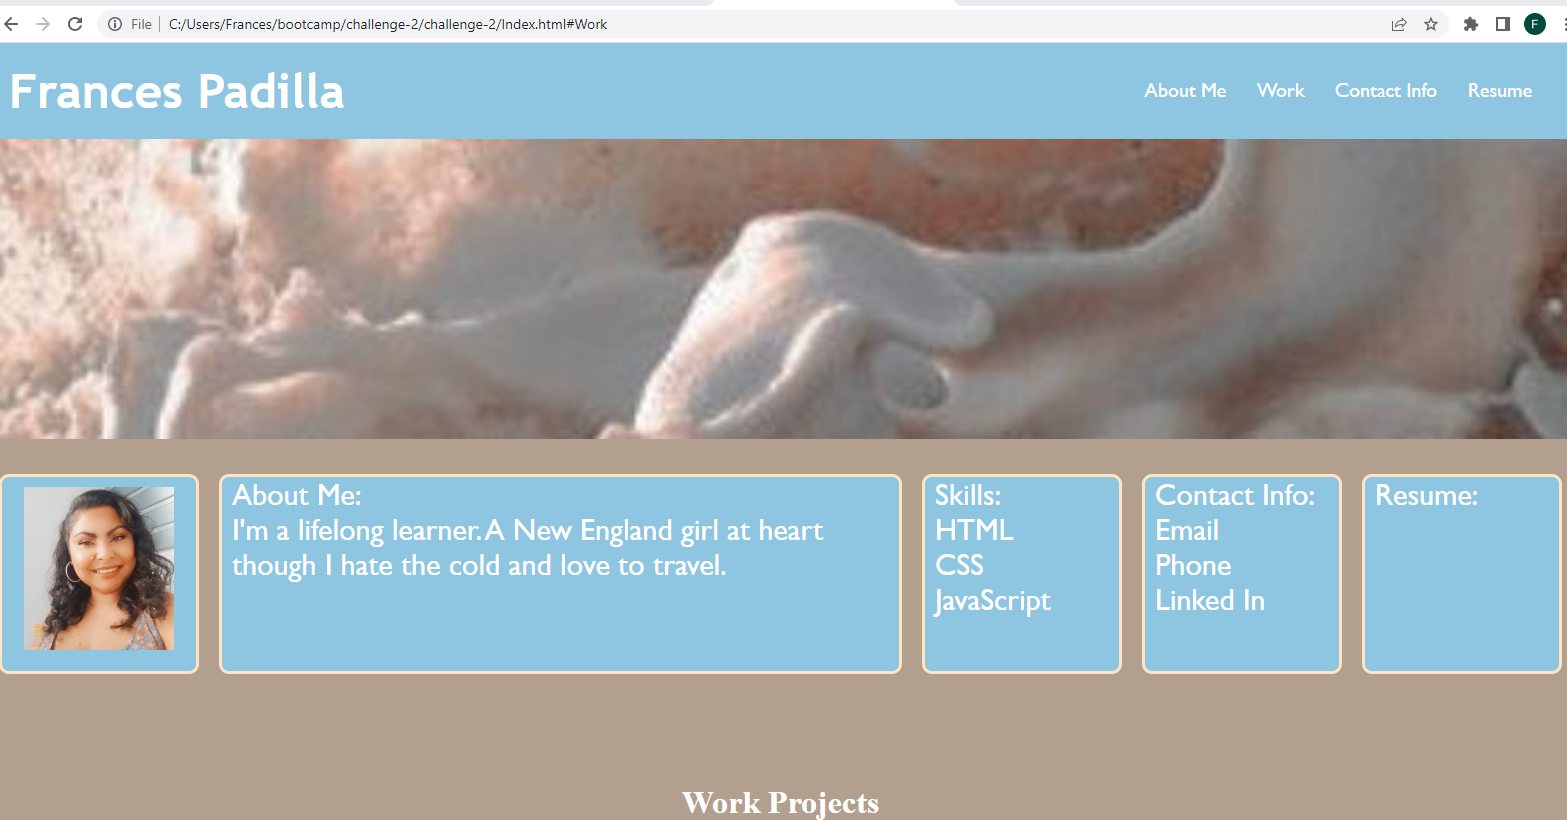 File | C:/Users/Frances/bootcamp/challenge-2/challenge-2/Index.html#Work
F
Frances Padilla
About Me Work Contact Info Resume
About Me:
I'm a lifelong learner. A New England girl at heart
though I hate the cold and love to travel.
Skills:
HTML
CSS
JavaScript
Contact Info:
Email
Phone
Linked In
Resume:
Work Projects